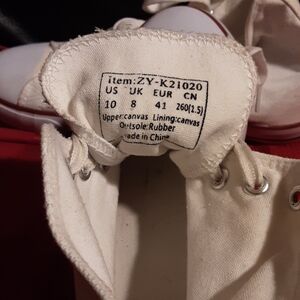 item:ZY-K21020
US UK EUR CN
10 8 41 260(2.5)
Upper:canvas Lining:canvas
Outsole:Rubber
Made in China